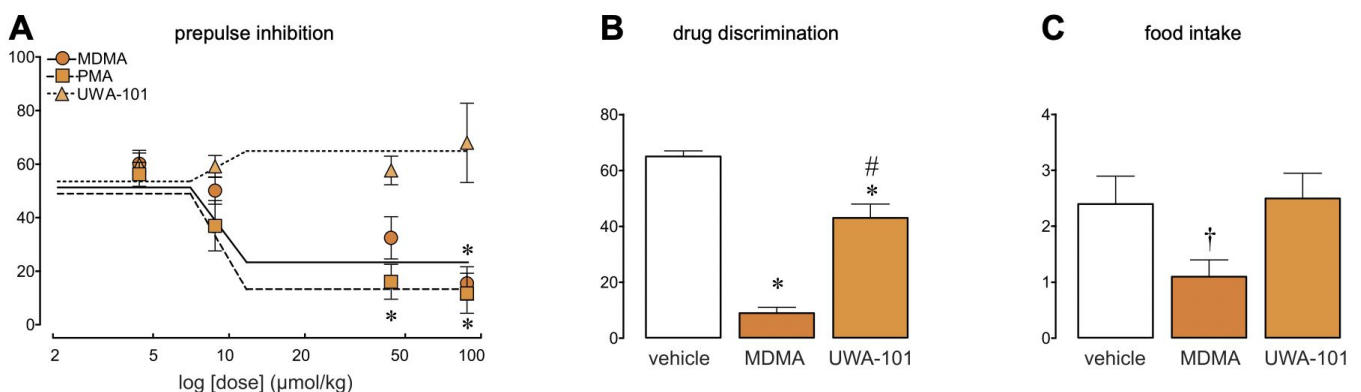 A
prepulse inhibition
100
80
60
40
20
0
MDMA
PMA
UWA-101
*
*
*
2 5 10 20 50 100
log [dose] (μmol/kg)
B
drug discrimination
80
60
40
20
0
*
#
*
vehicle MDMA UWA-101
C
food intake
4
3
2
1
0
†
vehicle MDMA UWA-101